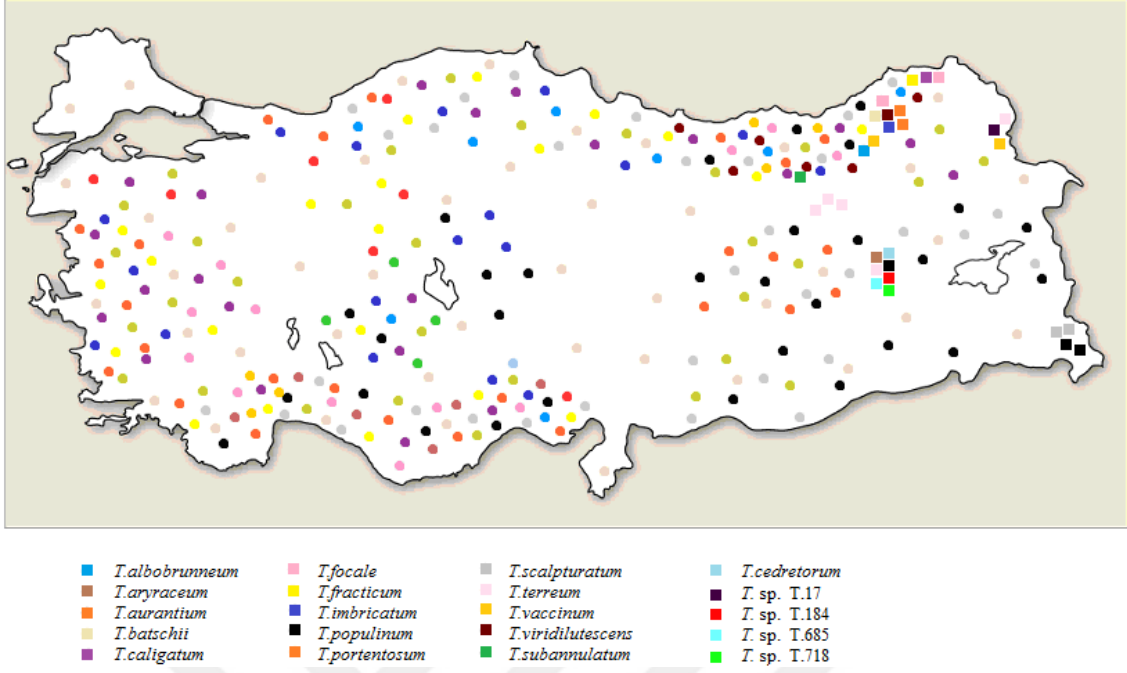 T.albobrunneum
T.aryraceum
T.aurantium
T.batschii
T.caligatum
T.focale
T.fracticum
T.imbricatum
T.populinum
T.portentosum
T.scalpturatum
T.terreum
T.vaccinum
T.viridilutescens
T.subannulatum
T.cedretorum
T. sp. T.17
T. sp. T.184
T. sp. T.685
T. sp. T.718